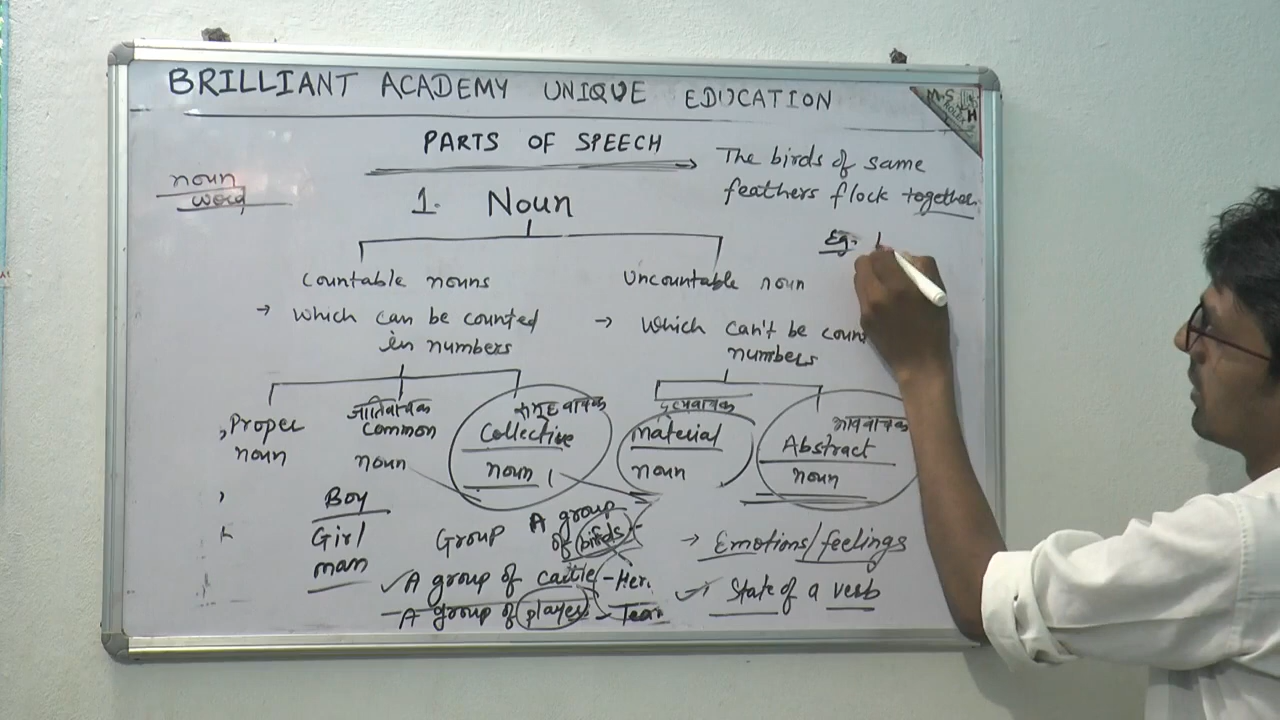 BRILLIANT ACADEMY UNIQUE EDUCATION
M.S
PARTS OF SPEECH
The birds of same
feathers flock together.
noun
word
1. Noun
Eg.
Countable nouns
Uncountable noun
→ which can be counted
in numbers
→ which can't be coun
numbers
Proper
noun
जातिवाचक
common
noun
समूहवाचक
Collective
noun
द्रव्यवाचक
material
noun
भाववाचक
Abstract
noun
Boy
Girl
man
Group
A group
of birds
✓ A group of cattle - Her.
- A group of player - Team
→ Emotions/feelings
✓ State of a verb